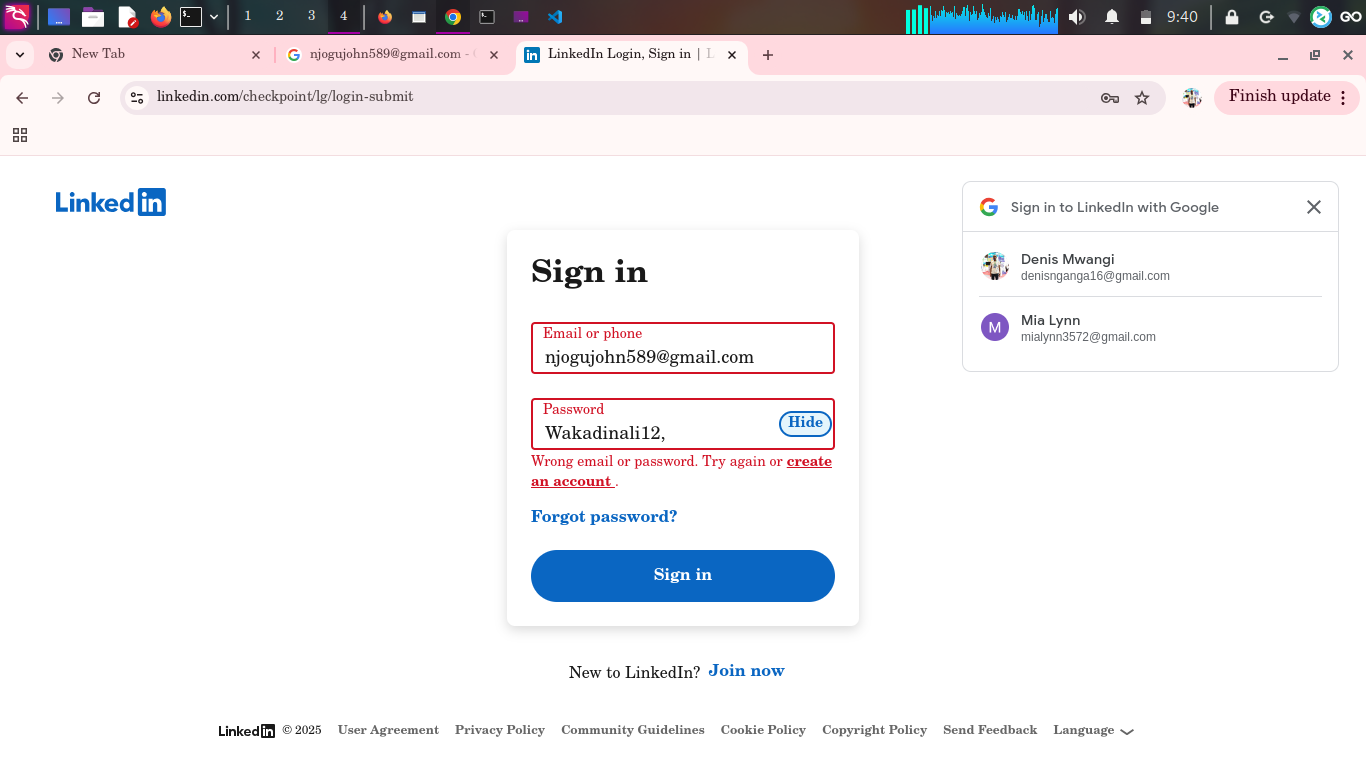 1 2 3 4 9:40
New Tab
njogujohn589@gmail.com -
LinkedIn Login, Sign in |
linkedin.com/checkpoint/lg/login-submit
Finish update
Linked in
Sign in to LinkedIn with Google
Denis Mwangi
denisnganga16@gmail.com
M
Mia Lynn
mialynn3572@gmail.com
Sign in
Email or phone
njogujohn589@gmail.com
Password
Wakadinali12,
Hide
Wrong email or password. Try again or create
an account .
Forgot password?
Sign in
New to LinkedIn? Join now
Linked in © 2025 User Agreement Privacy Policy Community Guidelines Cookie Policy Copyright Policy Send Feedback Language